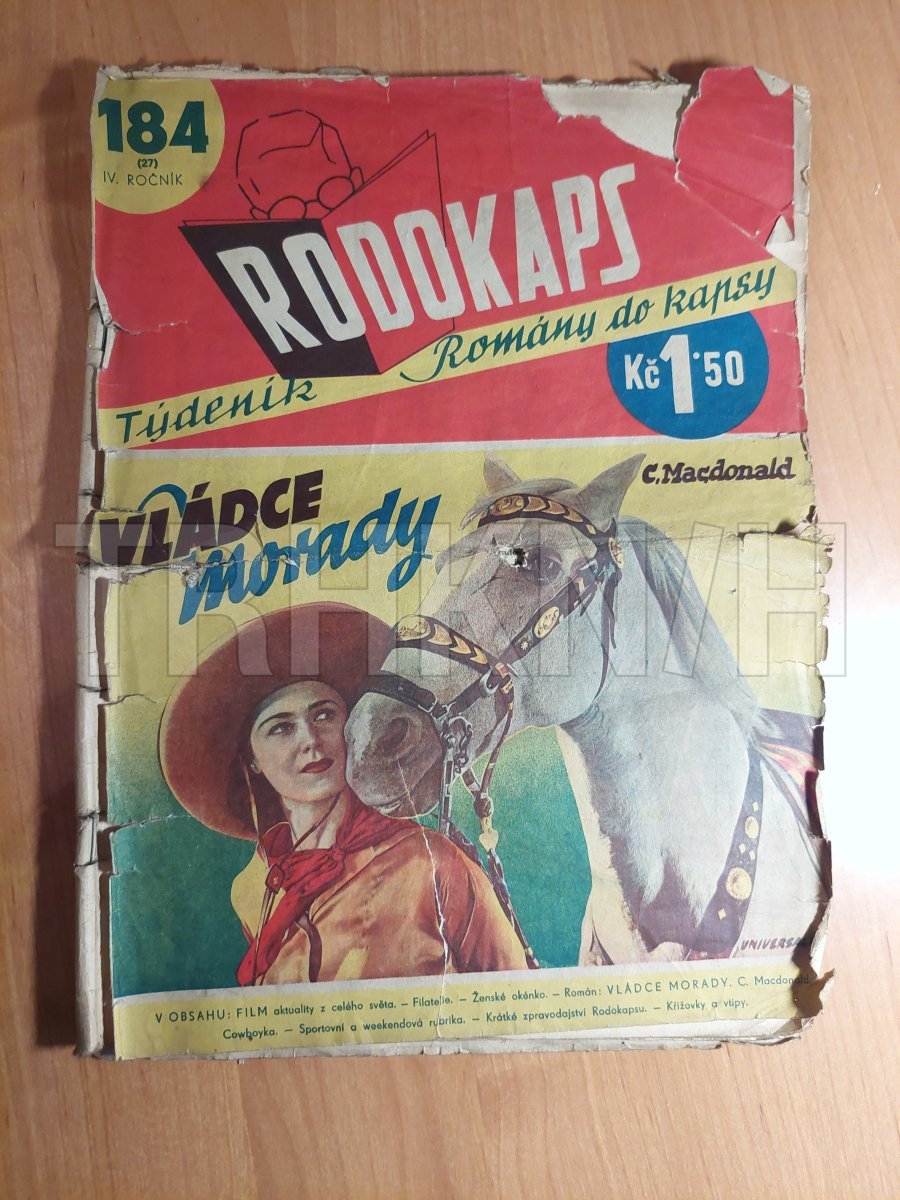 184
(27)
IV. ROČNÍK
RODOKAPS
Týdeník Romány do kapsy
Kč 1·50
C. Macdonald
VLÁDCE
Morady
TRHKNIH
UNIVERSAL
V OBSAHU: FILM aktuality z celého světa. — Filatelie. — Ženské okénko. — Román: VLÁDCE MORADY. C. Macdonald
Cowboyka. — Sportovní a weekendová rubrika. — Krátké zpravodajství Rodokapsu. — Křížovky a vtipy.